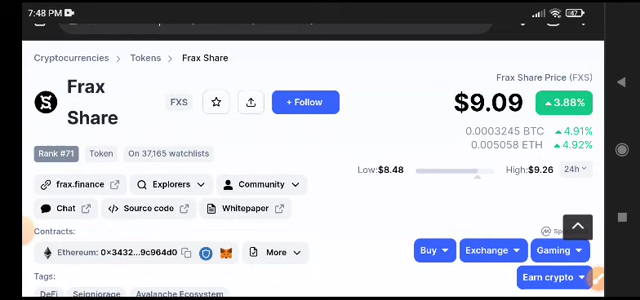 7:48 PM
47
Cryptocurrencies > Tokens > Frax Share
Frax Share Price (FXS)
Frax
Share
FXS
+ Follow
$9.09
3.88%
0.0003245 BTC 4.91%
0.005058 ETH 4.92%
Rank #71
Token
On 37,165 watchlists
Low:$8.48
High:$9.26
24h
frax.finance
Explorers
Community
Chat
Source code
Whitepaper
Contracts:
Ethereum: 0x3432...9c964d0
More
Buy
Exchange
Gaming
Earn crypto
Tags:
DeFi
Seigniorage
Avalanche Ecosystem